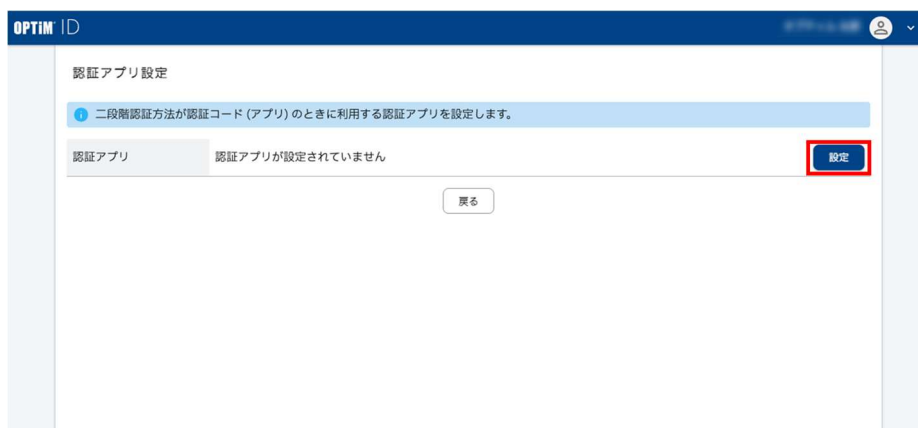 OPTiM ID
認証アプリ設定
二段階認証方法が認証コード (アプリ) のときに利用する認証アプリを設定します。
認証アプリ 認証アプリが設定されていません 設定
戻る